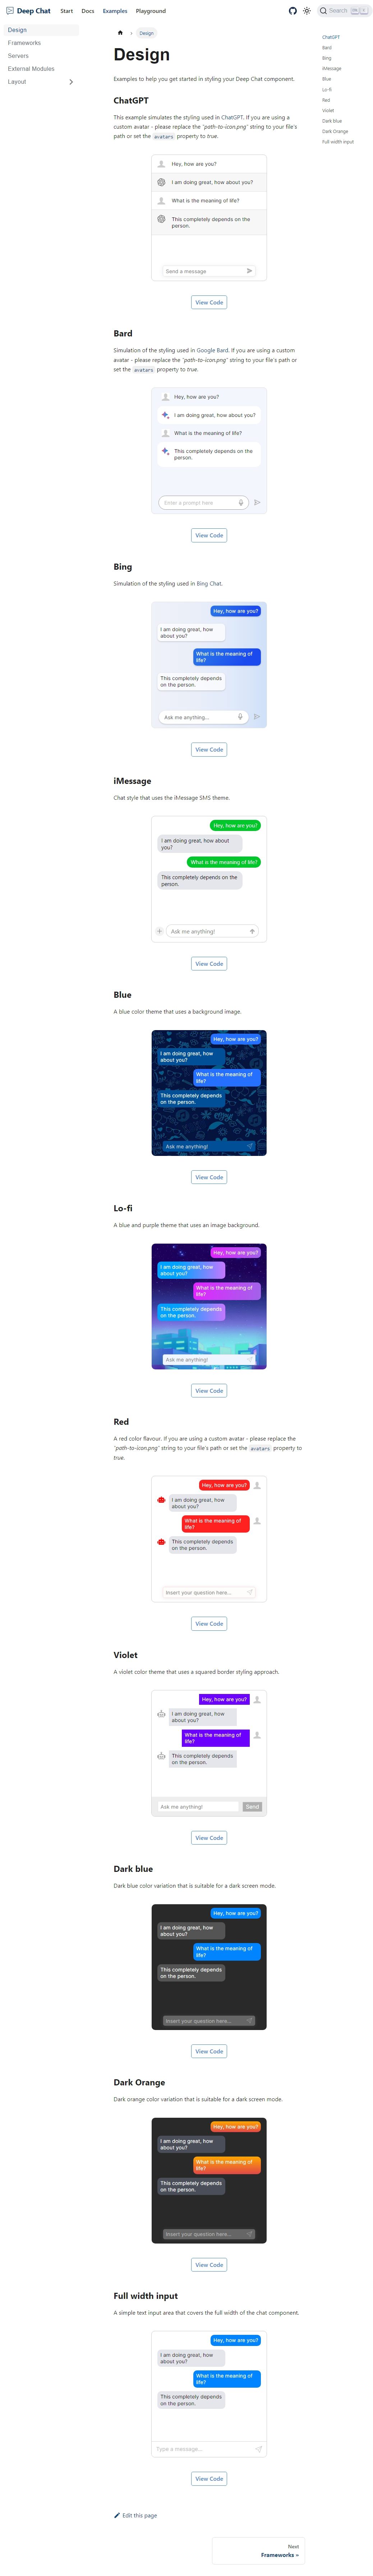 Deep Chat
Start
Docs
Examples
Playground
Search
Design
Frameworks
Servers
External Modules
Layout
Design
ChatGPT
Bard
Bing
iMessage
Blue
Lo-fi
Red
Violet
Dark blue
Dark Orange
Full width input
Design
Examples to help you get started in styling your Deep Chat component.
ChatGPT
This example simulates the styling used in ChatGPT. If you are using a
custom avatar - please replace the "path-to-icon.png" string to your file's
path or set the avatars property to true.
Hey, how are you?
I am doing great, how about you?
What is the meaning of life?
This completely depends on the
person.
Send a message
View Code
Bard
Simulation of the styling used in Google Bard. If you are using a custom
avatar - please replace the "path-to-icon.png" string to your file's path or
set the avatars property to true.
Hey, how are you?
I am doing great, how about you?
What is the meaning of life?
This completely depends on the
person.
Enter a prompt here
View Code
Bing
Simulation of the styling used in Bing Chat.
Hey, how are you?
I am doing great, how
about you?
What is the meaning of
life?
This completely depends
on the person.
Ask me anything...
View Code
iMessage
Chat style that uses the iMessage SMS theme.
Hey, how are you?
I am doing great, how about
you?
What is the meaning of life?
This completely depends on the
person.
Ask me anything!
View Code
Blue
A blue color theme that uses a background image.
Hey, how are you?
I am doing great, how
about you?
What is the meaning of
life?
This completely depends
on the person.
Ask me anything!
View Code
Lo-fi
A blue and purple theme that uses an image background.
Hey, how are you?
I am doing great, how
about you?
What is the meaning of
life?
This completely depends
on the person.
Ask me anything!
View Code
Red
A red color flavour. If you are using a custom avatar - please replace the
"path-to-icon.png" string to your file's path or set the avatars property to
true.
Hey, how are you?
I am doing great, how
about you?
What is the meaning of
life?
This completely depends
on the person.
Insert your question here...
View Code
Violet
A violet color theme that uses a squared border styling approach.
Hey, how are you?
I am doing great, how
about you?
What is the meaning of
life?
This completely depends
on the person.
Ask me anything!
Send
View Code
Dark blue
Dark blue color variation that is suitable for a dark screen mode.
Hey, how are you?
I am doing great, how
about you?
What is the meaning of
life?
This completely depends
on the person.
Insert your question here...
View Code
Dark Orange
Dark orange color variation that is suitable for a dark screen mode.
Hey, how are you?
I am doing great, how
about you?
What is the meaning of
life?
This completely depends
on the person.
Insert your question here...
View Code
Full width input
A simple text input area that covers the full width of the chat component.
Hey, how are you?
I am doing great, how
about you?
What is the meaning of
life?
This completely depends
on the person.
Type a message...
View Code
Edit this page
Next
Frameworks »